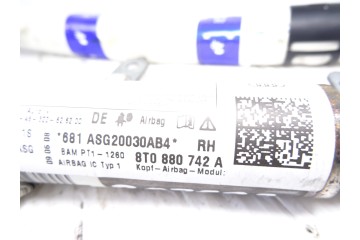 DE Airbag
*681 ASG20030AB4* RH
BAM PT1-1260 8T0 880 742 A
AIRBAG IC Typ 1 Kopf-Airbag-Modul